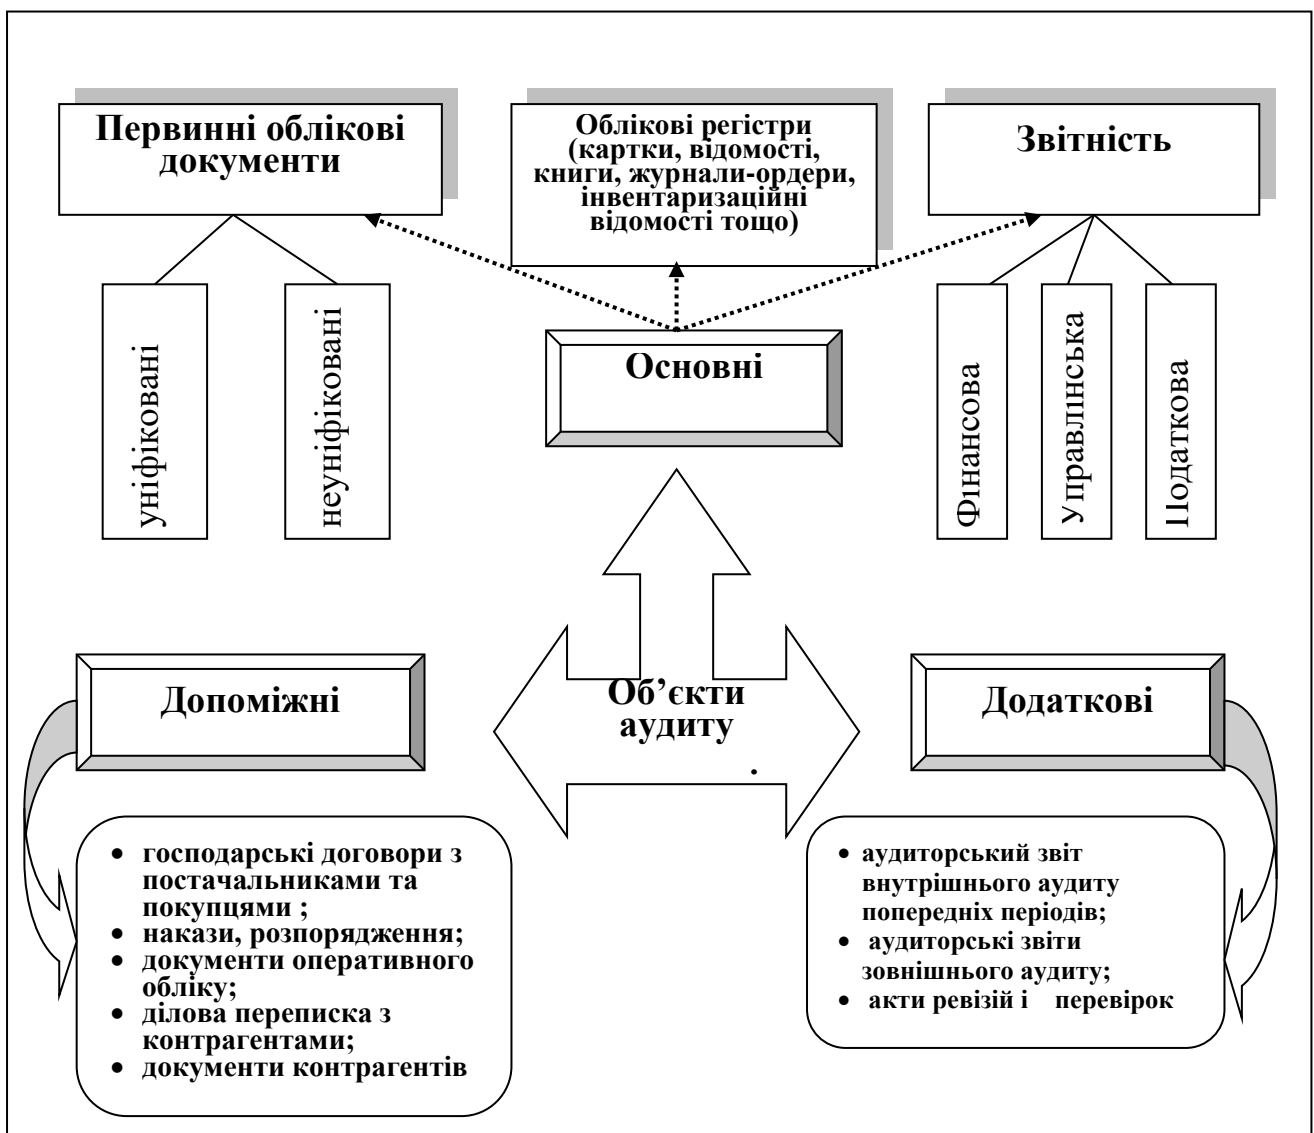 Первинні облікові
документи
Облікові регістри
(картки, відомості,
книги, журнали-ордери,
інвентаризаційні
відомості тощо)
Звітність
уніфіковані
неуніфіковані
Основні
Фінансова
Управлінська
Податкова
Допоміжні
Об’єкти
аудиту
.
Додаткові
• господарські договори з
постачальниками та
покупцями ;
• накази, розпорядження;
• документи оперативного
обліку;
• ділова переписка з
контрагентами;
• документи контрагентів
• аудиторський звіт
внутрішнього аудиту
попередніх періодів;
• аудиторські звіти
зовнішнього аудиту;
• акти ревізій і перевірок